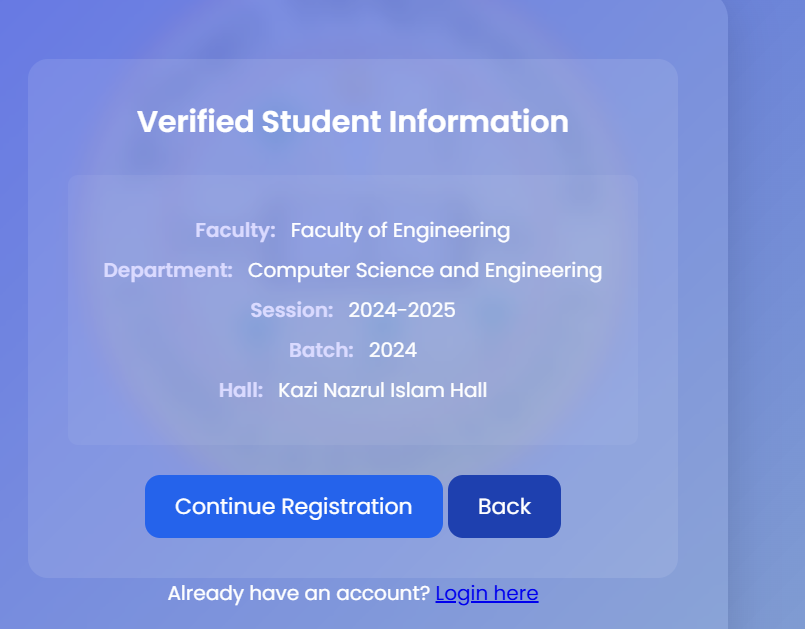 Verified Student Information
Faculty: Faculty of Engineering
Department: Computer Science and Engineering
Session: 2024-2025
Batch: 2024
Hall: Kazi Nazrul Islam Hall
Continue Registration Back
Already have an account? Login here